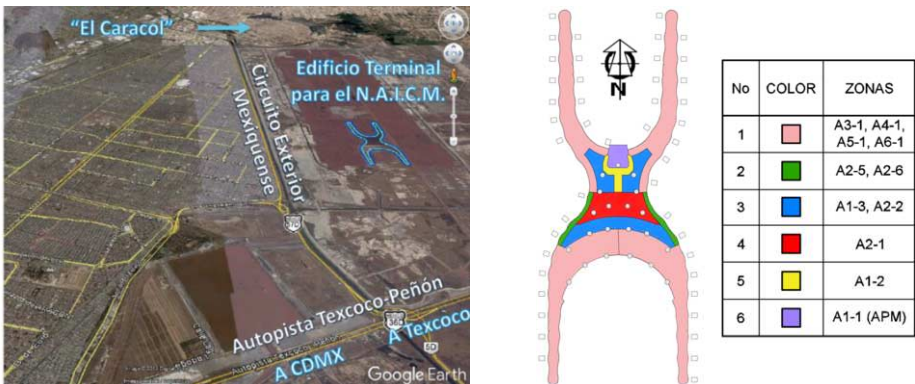 “El Caracol”
Edificio Terminal
para el N.A.I.C.M.
Circuito Exterior
Mexiquense
Autopista Texcoco-Peñón
A Texcoco
A CDMX
Google Earth
N
No COLOR ZONAS
1 A3-1, A4-1,
A5-1, A6-1
2 A2-5, A2-6
3 A1-3, A2-2
4 A2-1
5 A1-2
6 A1-1 (APM)